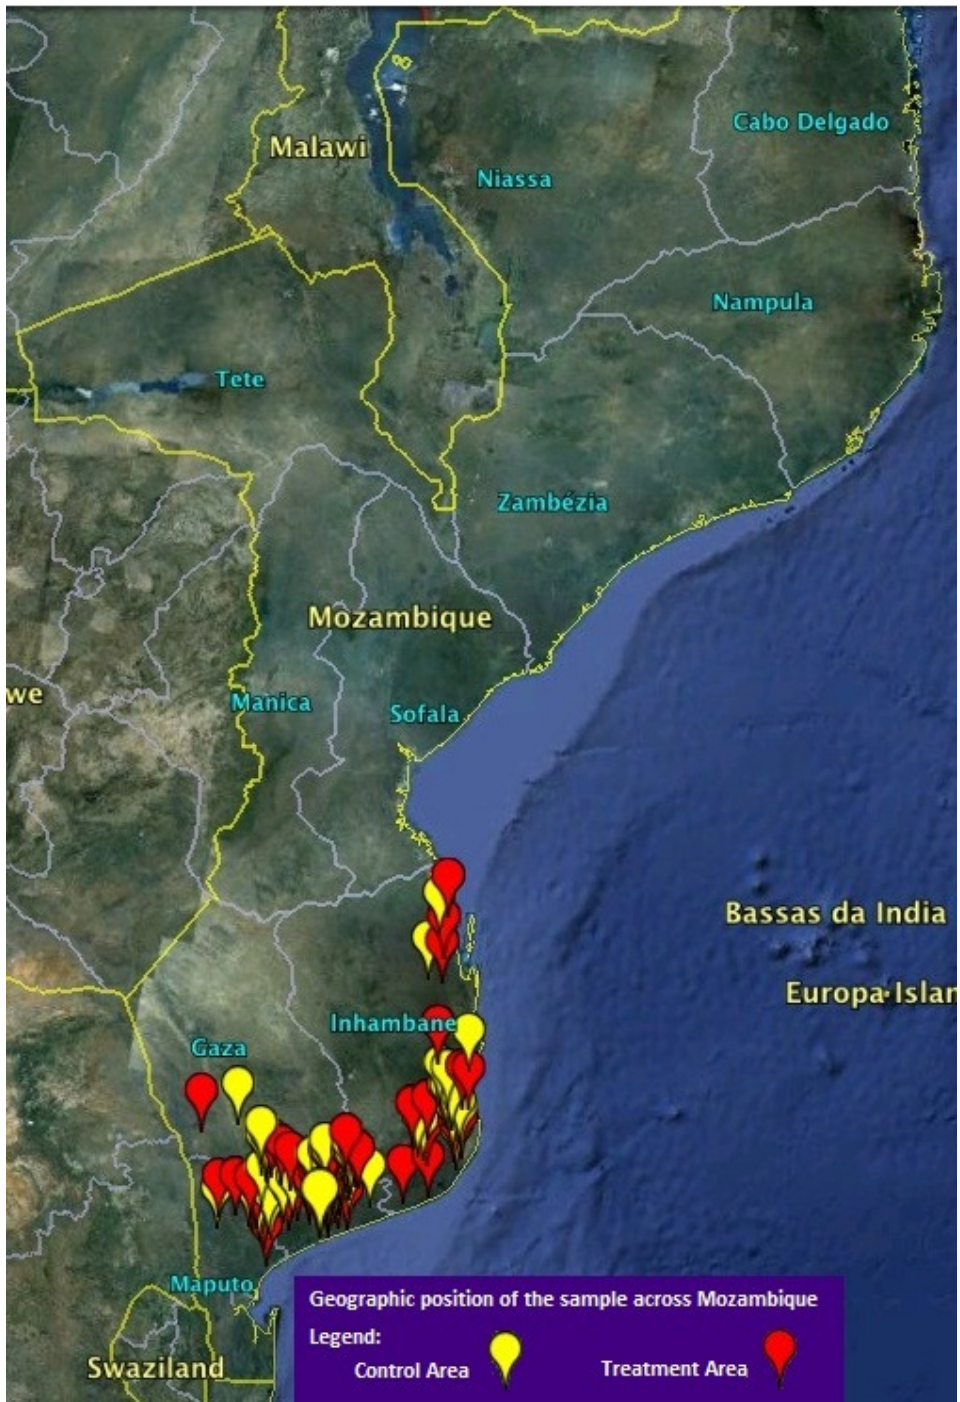 Cabo Delgado
Malawi
Niassa
Nampula
Tete
Zambézia
Mozambique
we
Manica
Sofala
Bassas da India
Europa Islan
Inhambane
Gaza
Maputo
Swaziland
Geographic position of the sample across Mozambique
Legend:
Control Area Treatment Area